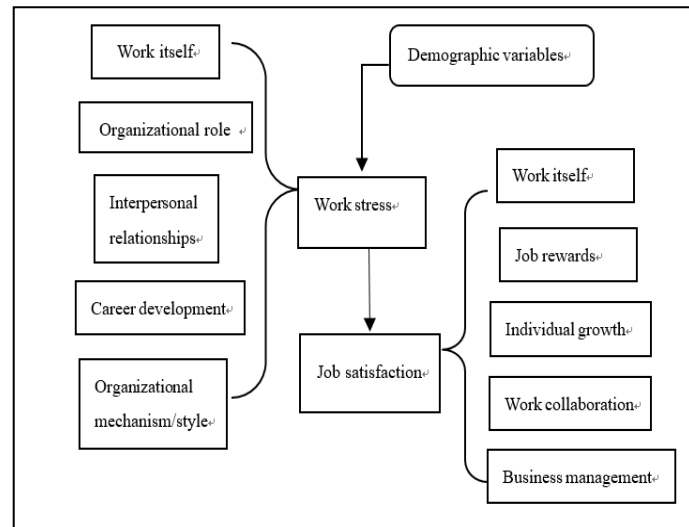 Work itself
Demographic variables
Organizational role
Interpersonal
relationships
Career development
Organizational
mechanism/style
Work stress
Job satisfaction
Work itself
Job rewards
Individual growth
Work collaboration
Business management